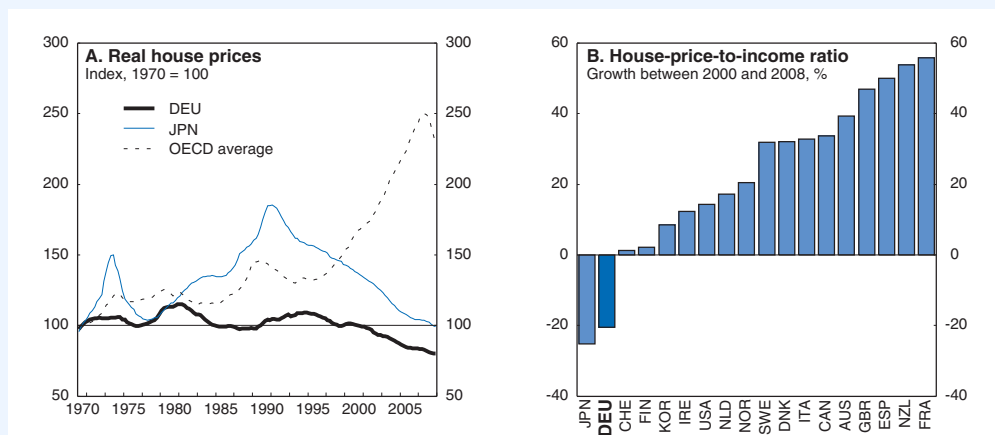 A. Real house prices
Index, 1970 = 100
DEU
JPN
OECD average
300
250
200
150
100
50
300
250
200
150
100
50
1970 1975 1980 1985 1990 1995 2000 2005
B. House-price-to-income ratio
Growth between 2000 and 2008, %
60
40
20
0
-20
-40
60
40
20
0
-20
-40
JPN DEU CHE FIN KOR IRE USA NLD NOR SWE DNK ITA CAN AUS GBR ESP NZL FRA